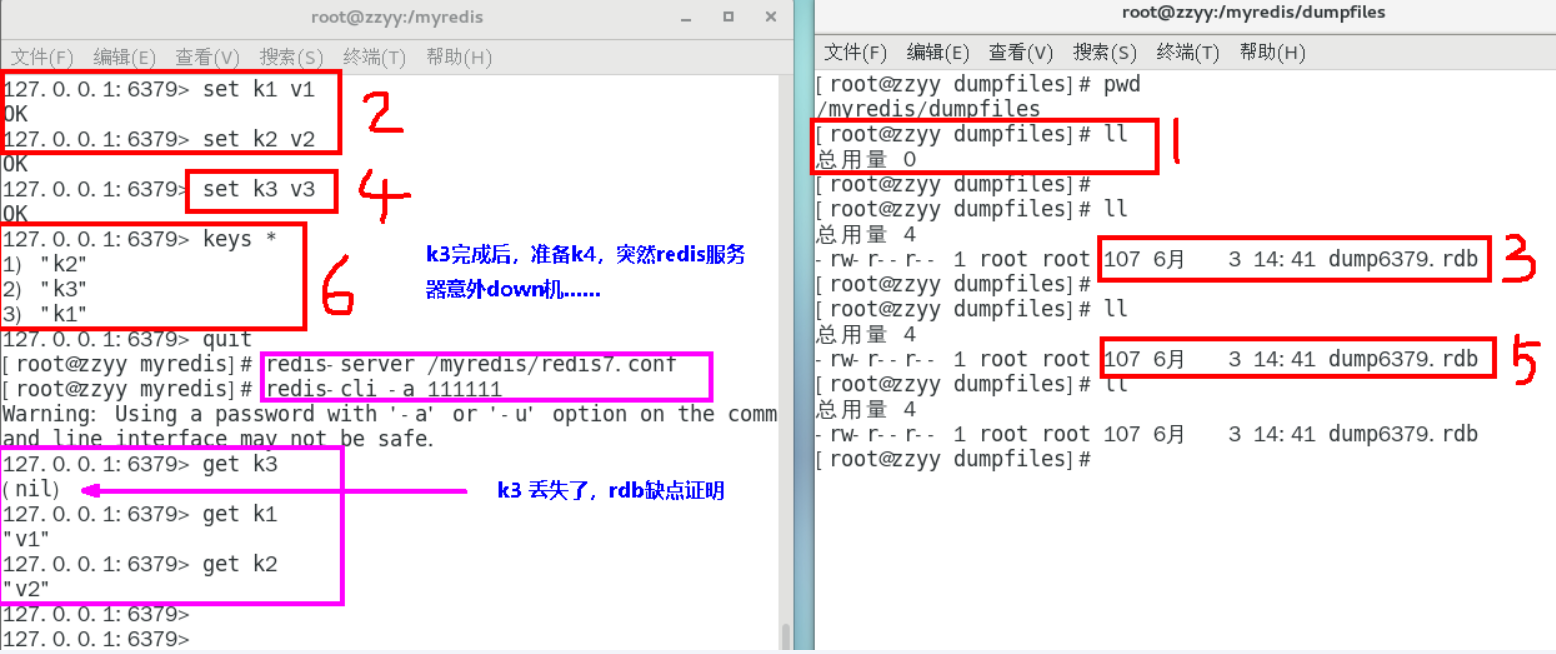 root@zzyy:/myredis
文件(F) 编辑(E) 查看(V) 搜索(S) 终端(T) 帮助(H)
127.0.0.1:6379> set k1 v1
OK
127.0.0.1:6379> set k2 v2
OK
2
127.0.0.1:6379> set k3 v3
OK
4
127.0.0.1:6379> keys *
1) "k2"
2) "k3"
3) "k1"
6
k3完成后，准备k4，突然redis服务
器意外down机......
127.0.0.1:6379> quit
[root@zzyy myredis]# redis-server /myredis/redis7.conf
[root@zzyy myredis]# redis-cli -a 111111
Warning: Using a password with '-a' or '-u' option on the comm
and line interface may not be safe.
127.0.0.1:6379> get k3
(nil)
k3 丢失了，rdb缺点证明
127.0.0.1:6379> get k1
"v1"
127.0.0.1:6379> get k2
"v2"
127.0.0.1:6379>
127.0.0.1:6379>
root@zzyy:/myredis/dumpfiles
文件(F) 编辑(E) 查看(V) 搜索(S) 终端(T) 帮助(H)
[root@zzyy dumpfiles]# pwd
/myredis/dumpfiles
[root@zzyy dumpfiles]# ll
总用量 0
1
[root@zzyy dumpfiles]#
[root@zzyy dumpfiles]# ll
总用量 4
-rw-r--r-- 1 root root 107 6月 3 14:41 dump6379.rdb
3
[root@zzyy dumpfiles]#
[root@zzyy dumpfiles]# ll
总用量 4
-rw-r--r-- 1 root root 107 6月 3 14:41 dump6379.rdb
5
[root@zzyy dumpfiles]# ll
总用量 4
-rw-r--r-- 1 root root 107 6月 3 14:41 dump6379.rdb
[root@zzyy dumpfiles]#